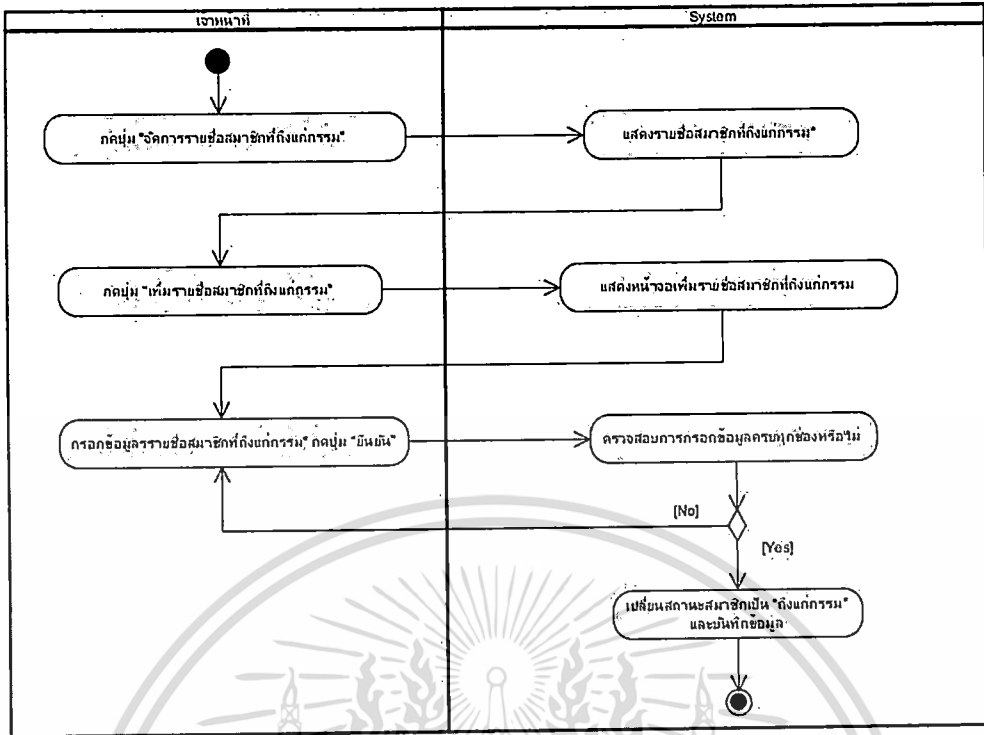 เจ้าหน้าที่
System
กดปุ่ม "จัดการรายชื่อสมาชิกที่ถึงแก่กรรม"
แสดงรายชื่อสมาชิกที่ถึงแก่กรรม"
กดปุ่ม "เพิ่มรายชื่อสมาชิกที่ถึงแก่กรรม"
แสดงหน้าจอเพิ่มรายชื่อสมาชิกที่ถึงแก่กรรม
กรอกข้อมูลรรายชื่อสมาชิกที่ถึงแก่กรรม" กดปุ่ม "ยืนยัน"
ตรวจสอบการกรอกข้อมูลครบทุกช่องหรือไม่
[No]
[Yes]
เปลี่ยนสถานะสมาชิกเป็น "ถึงแก่กรรม"
และบันทึกข้อมูล